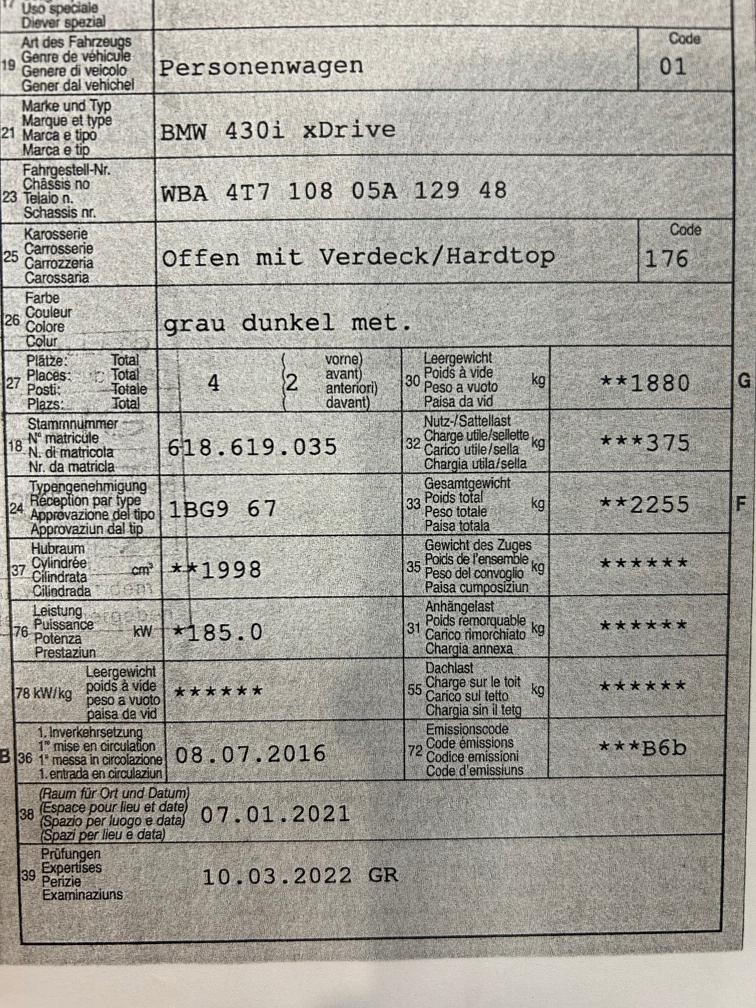 17 Uso speciale
Diever spezial
Art des Fahrzeugs
Genre de véhicule
19 Genere di veicolo
Gener dal vehichel
Personenwagen
Code
01
Marke und Typ
Marque et type
21 Marca e tipo
Marca e tip
BMW 430i xDrive
Fahrgestell-Nr.
Châssis no
23 Telaio n.
Schassis nr.
WBA 4T7 108 05A 129 48
Karosserie
25 Carrosserie
Carrozzeria
Carossaria
Offen mit Verdeck/Hardtop
Code
176
Farbe
26 Couleur
Colore
Colur
grau dunkel met.
Plätze: Total
27 Places: Total
Posti: Totale
Plazs: Total
4
( vorne)
2 ( avant)
( anteriori)
( davant)
Leergewicht
30 Poids à vide kg
Peso a vuoto
Paisa da vid
**1880
G
Stammnummer
18 N° matricule
N. di matricola
Nr. da matricla
618.619.035
Nutz-/Sattellast
32 Charge utile/sellette kg
Carico utile/sella
Chargia utila/sella
***375
Typengenehmigung
24 Réception par type
Approvazione del tipo
Approvaziun dal tip
1BG9 67
Gesamtgewicht
33 Poids total kg
Peso totale
Paisa totala
**2255
F
Hubraum
37 Cylindrée cm³
Cilindrata
Cilindrada
**1998
Gewicht des Zuges
35 Poids de l'ensemble kg
Peso del convoglio
Paisa cumposiziun
******
Leistung
76 Puissance kW
Potenza
Prestaziun
*185.0
Anhängelast
31 Poids remorquable kg
Carico rimorchiato
Chargia annexa
******
Leergewicht
78 kW/kg poids à vide
peso a vuoto
paisa da vid
******
Dachlast
55 Charge sur le toit kg
Carico sul tetto
Chargia sin il tetg
******
1. Inverkehrsetzung
B 36 1re mise en circulation
1a messa in circolazione
1. entrada en circulaziun
08.07.2016
Emissionscode
72 Code émissions
Codice emissioni
Code d'emissiuns
***B6b
(Raum für Ort und Datum)
38 (Espace pour lieu et date)
(Spazio per luogo e data)
(Spazi per lieu e data)
07.01.2021
Prüfungen
39 Expertises
Perizie
Examinaziuns
10.03.2022 GR